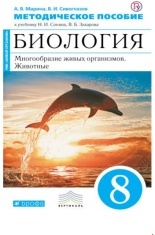 А. В. Марина, В. И. Сивоглазов
МЕТОДИЧЕСКОЕ ПОСОБИЕ
к учебнику Н. И. Сонина, В. Б. Захарова
БИОЛОГИЯ
Многообразие живых организмов.
Животные
8
ДРОФА
ВЕРТИКАЛЬ